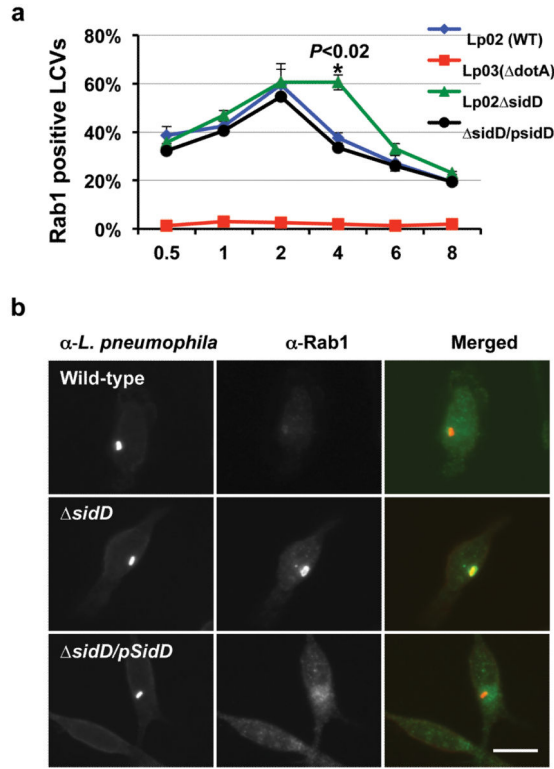 a
80%
60%
40%
20%
0%
Rab1 positive LCVs
P<0.02
*
Lp02 (WT)
Lp03(ΔdotA)
Lp02ΔsidD
ΔsidD/psidD
0.5 1 2 4 6 8
b
α-L. pneumophila α-Rab1 Merged
Wild-type
ΔsidD
ΔsidD/pSidD